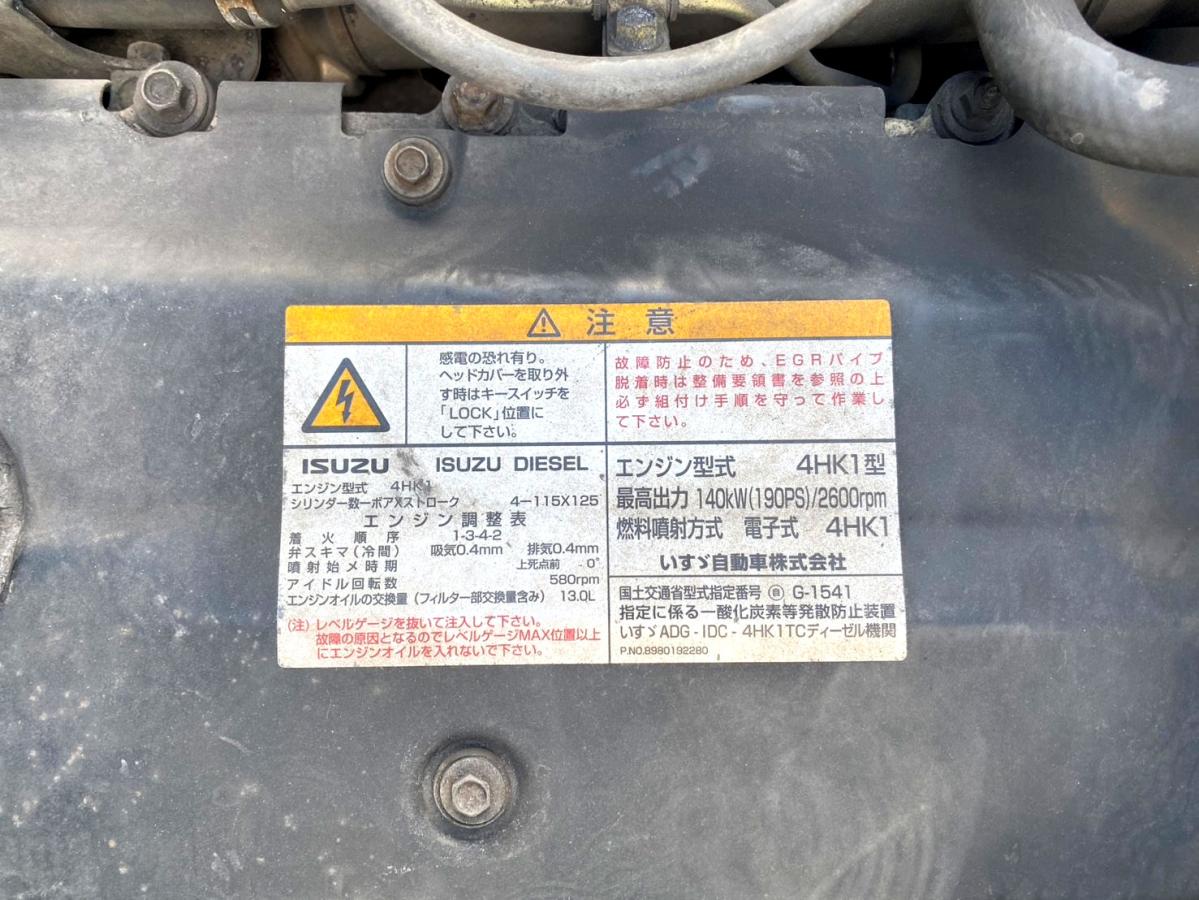 ⚠ 注意
感電の恐れ有り。
ヘッドカバーを取り外
す時はキースイッチを
「LOCK」位置に
して下さい。
故障防止のため、EGRパイプ
脱着時は整備要領書を参照の上
必ず組付け手順を守って作業し
て下さい。
ISUZU ISUZU DIESEL
エンジン型式 4HK1
シリンダー数ーボアXストローク 4-115X125
エンジン調整表
着火順序 1-3-4-2
弁スキマ(冷間) 吸気0.4mm 排気0.4mm
噴射始メ時期 上死点前 0°
アイドル回転数 580rpm
エンジンオイルの交換量(フィルター部交換量含み) 13.0L
(注)レベルゲージを抜いて注入して下さい。
故障の原因となるのでレベルゲージMAX位置以上
にエンジンオイルを入れないで下さい。
エンジン型式 4HK1型
最高出力 140kW(190PS)/2600rpm
燃料噴射方式 電子式 4HK1
いすゞ自動車株式会社
国土交通省型式指定番号 ㊂ G-1541
指定に係る一酸化炭素等発散防止装置
いすゞADG-IDC-4HK1TCディーゼル機関
P.NO.8980192280